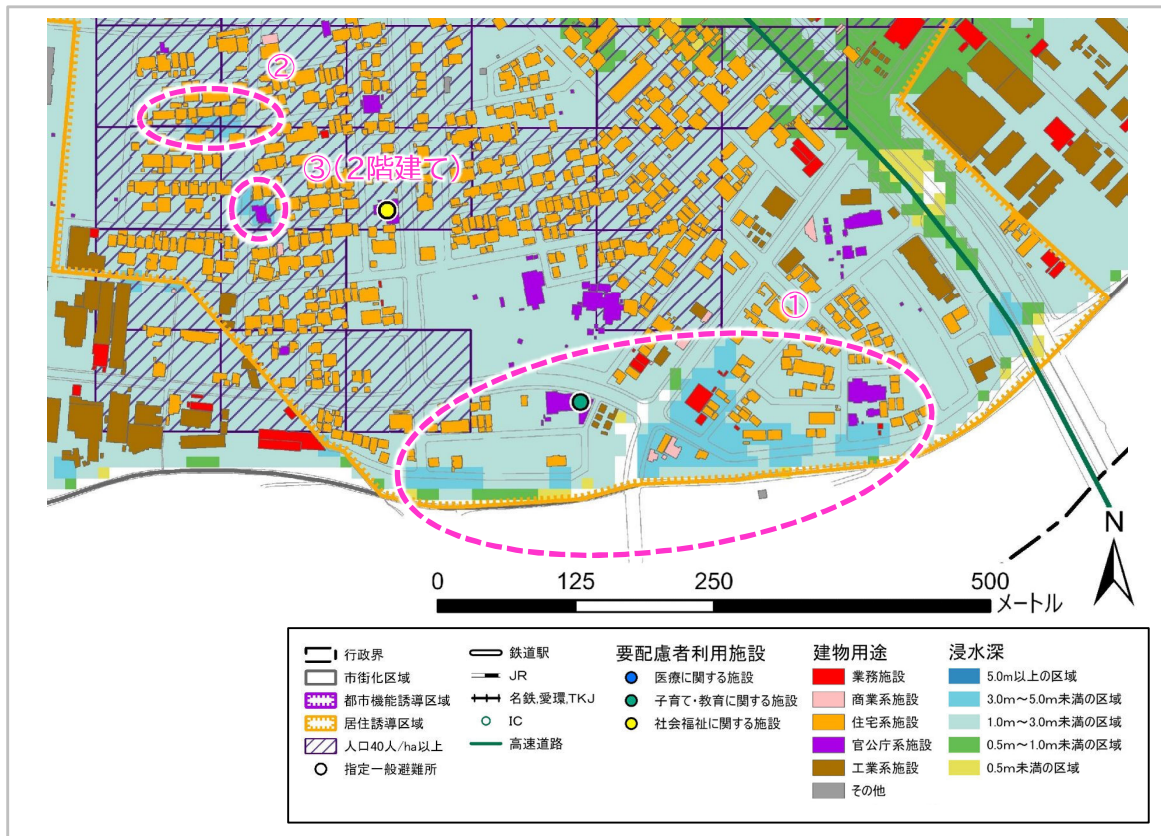 ②
③(2階建て)
①
N
0 125 250 500
メートル
行政界
市街化区域
都市機能誘導区域
居住誘導区域
人口40人/ha以上
指定一般避難所
鉄道駅
JR
名鉄,愛環,TKJ
IC
高速道路
要配慮者利用施設
医療に関する施設
子育て・教育に関する施設
社会福祉に関する施設
建物用途
業務施設
商業系施設
住宅系施設
官公庁系施設
工業系施設
その他
浸水深
5.0m以上の区域
3.0m～5.0m未満の区域
1.0m～3.0m未満の区域
0.5m～1.0m未満の区域
0.5m未満の区域